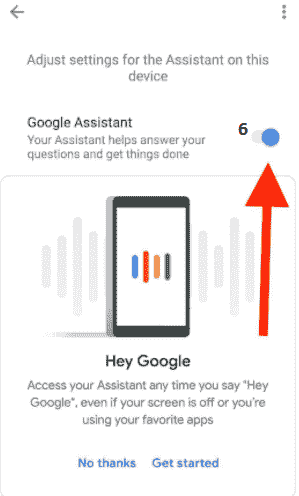 Adjust settings for the Assistant on this
device
Google Assistant
6
Your Assistant helps answer your
questions and get things done
Hey Google
Access your Assistant any time you say "Hey
Google", even if your screen is off or you're
using your favorite apps
No thanks Get started